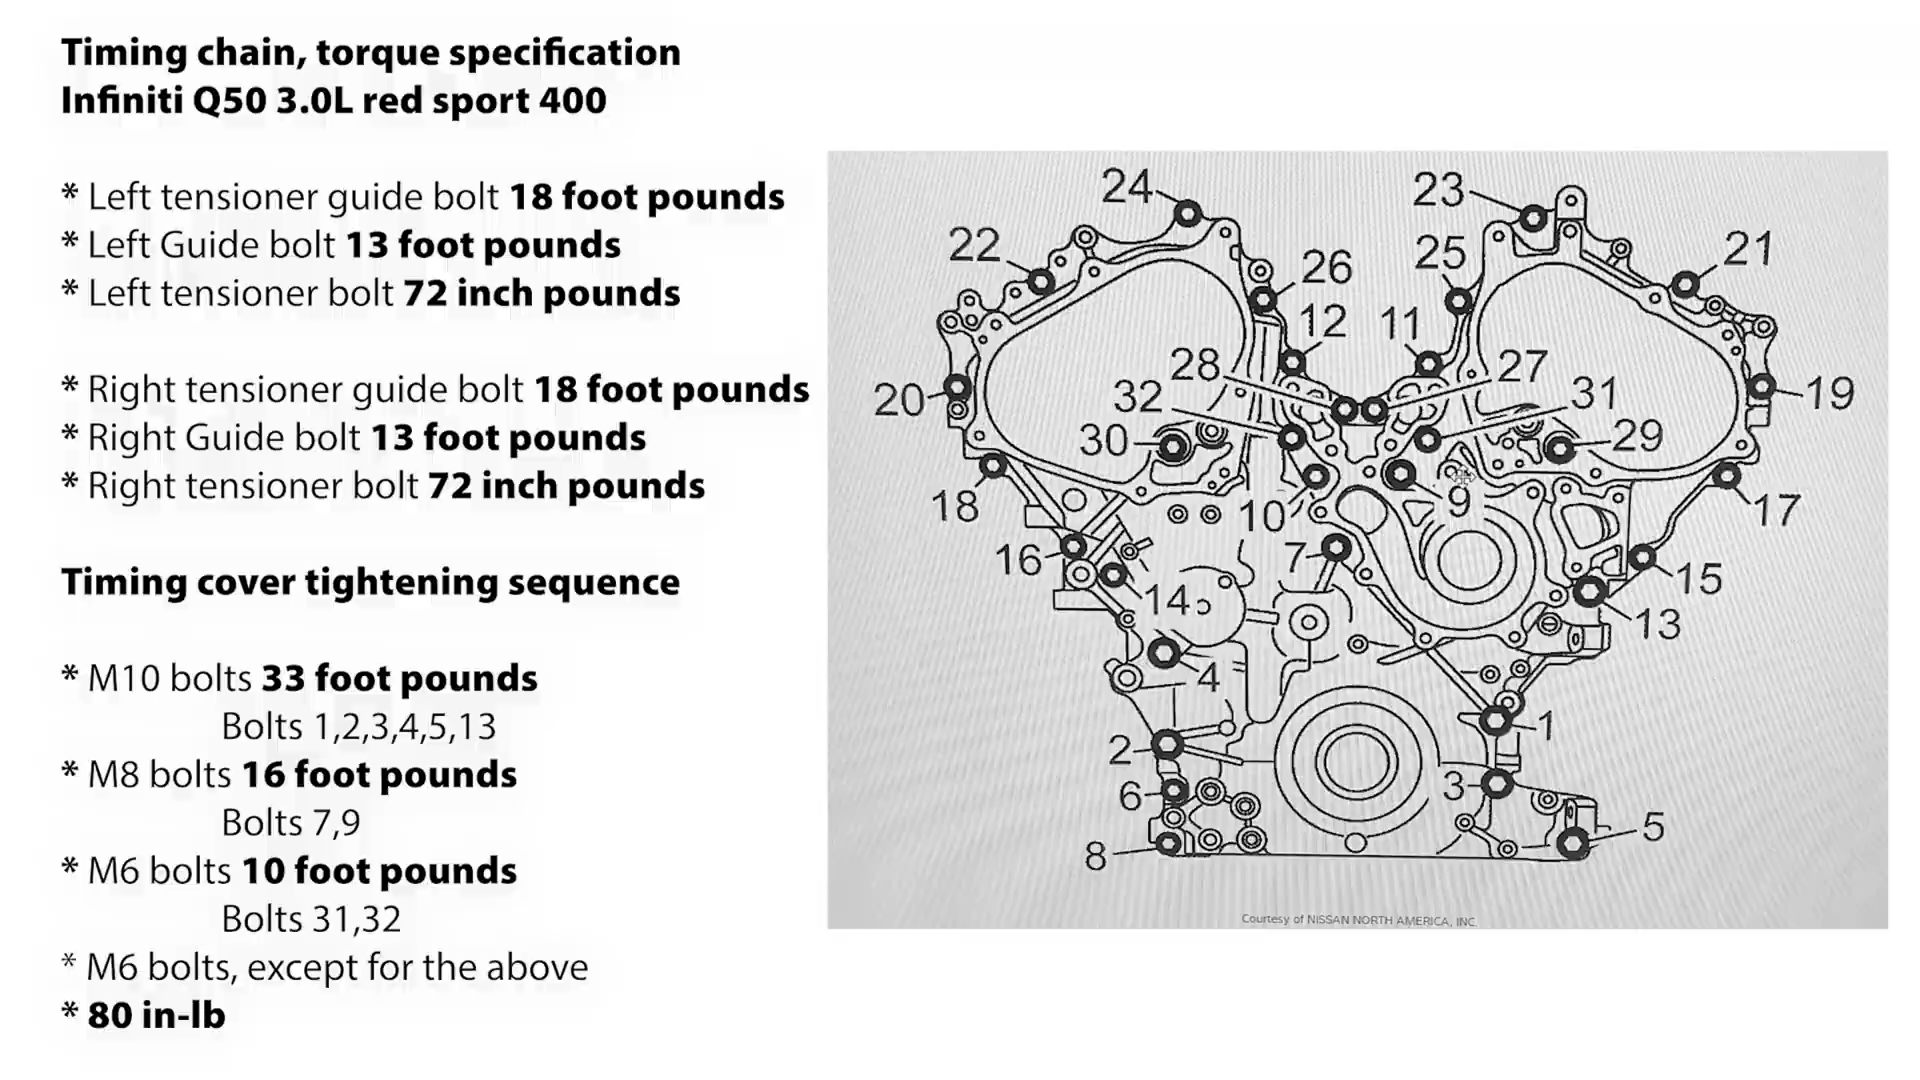 Timing chain, torque specification
Infiniti Q50 3.0L red sport 400
* Left tensioner guide bolt 18 foot pounds
* Left Guide bolt 13 foot pounds
* Left tensioner bolt 72 inch pounds
* Right tensioner guide bolt 18 foot pounds
* Right Guide bolt 13 foot pounds
* Right tensioner bolt 72 inch pounds
Timing cover tightening sequence
* M10 bolts 33 foot pounds
Bolts 1,2,3,4,5,13
* M8 bolts 16 foot pounds
Bolts 7,9
* M6 bolts 10 foot pounds
Bolts 31,32
* M6 bolts, except for the above
* 80 in-lb
24
23
22
26
25
21
12
11
28
27
20
32
31
19
30
29
18
10
9
17
16
7
15
14
13
4
2
1
6
3
8
5
Courtesy of NISSAN NORTH AMERICA, INC.